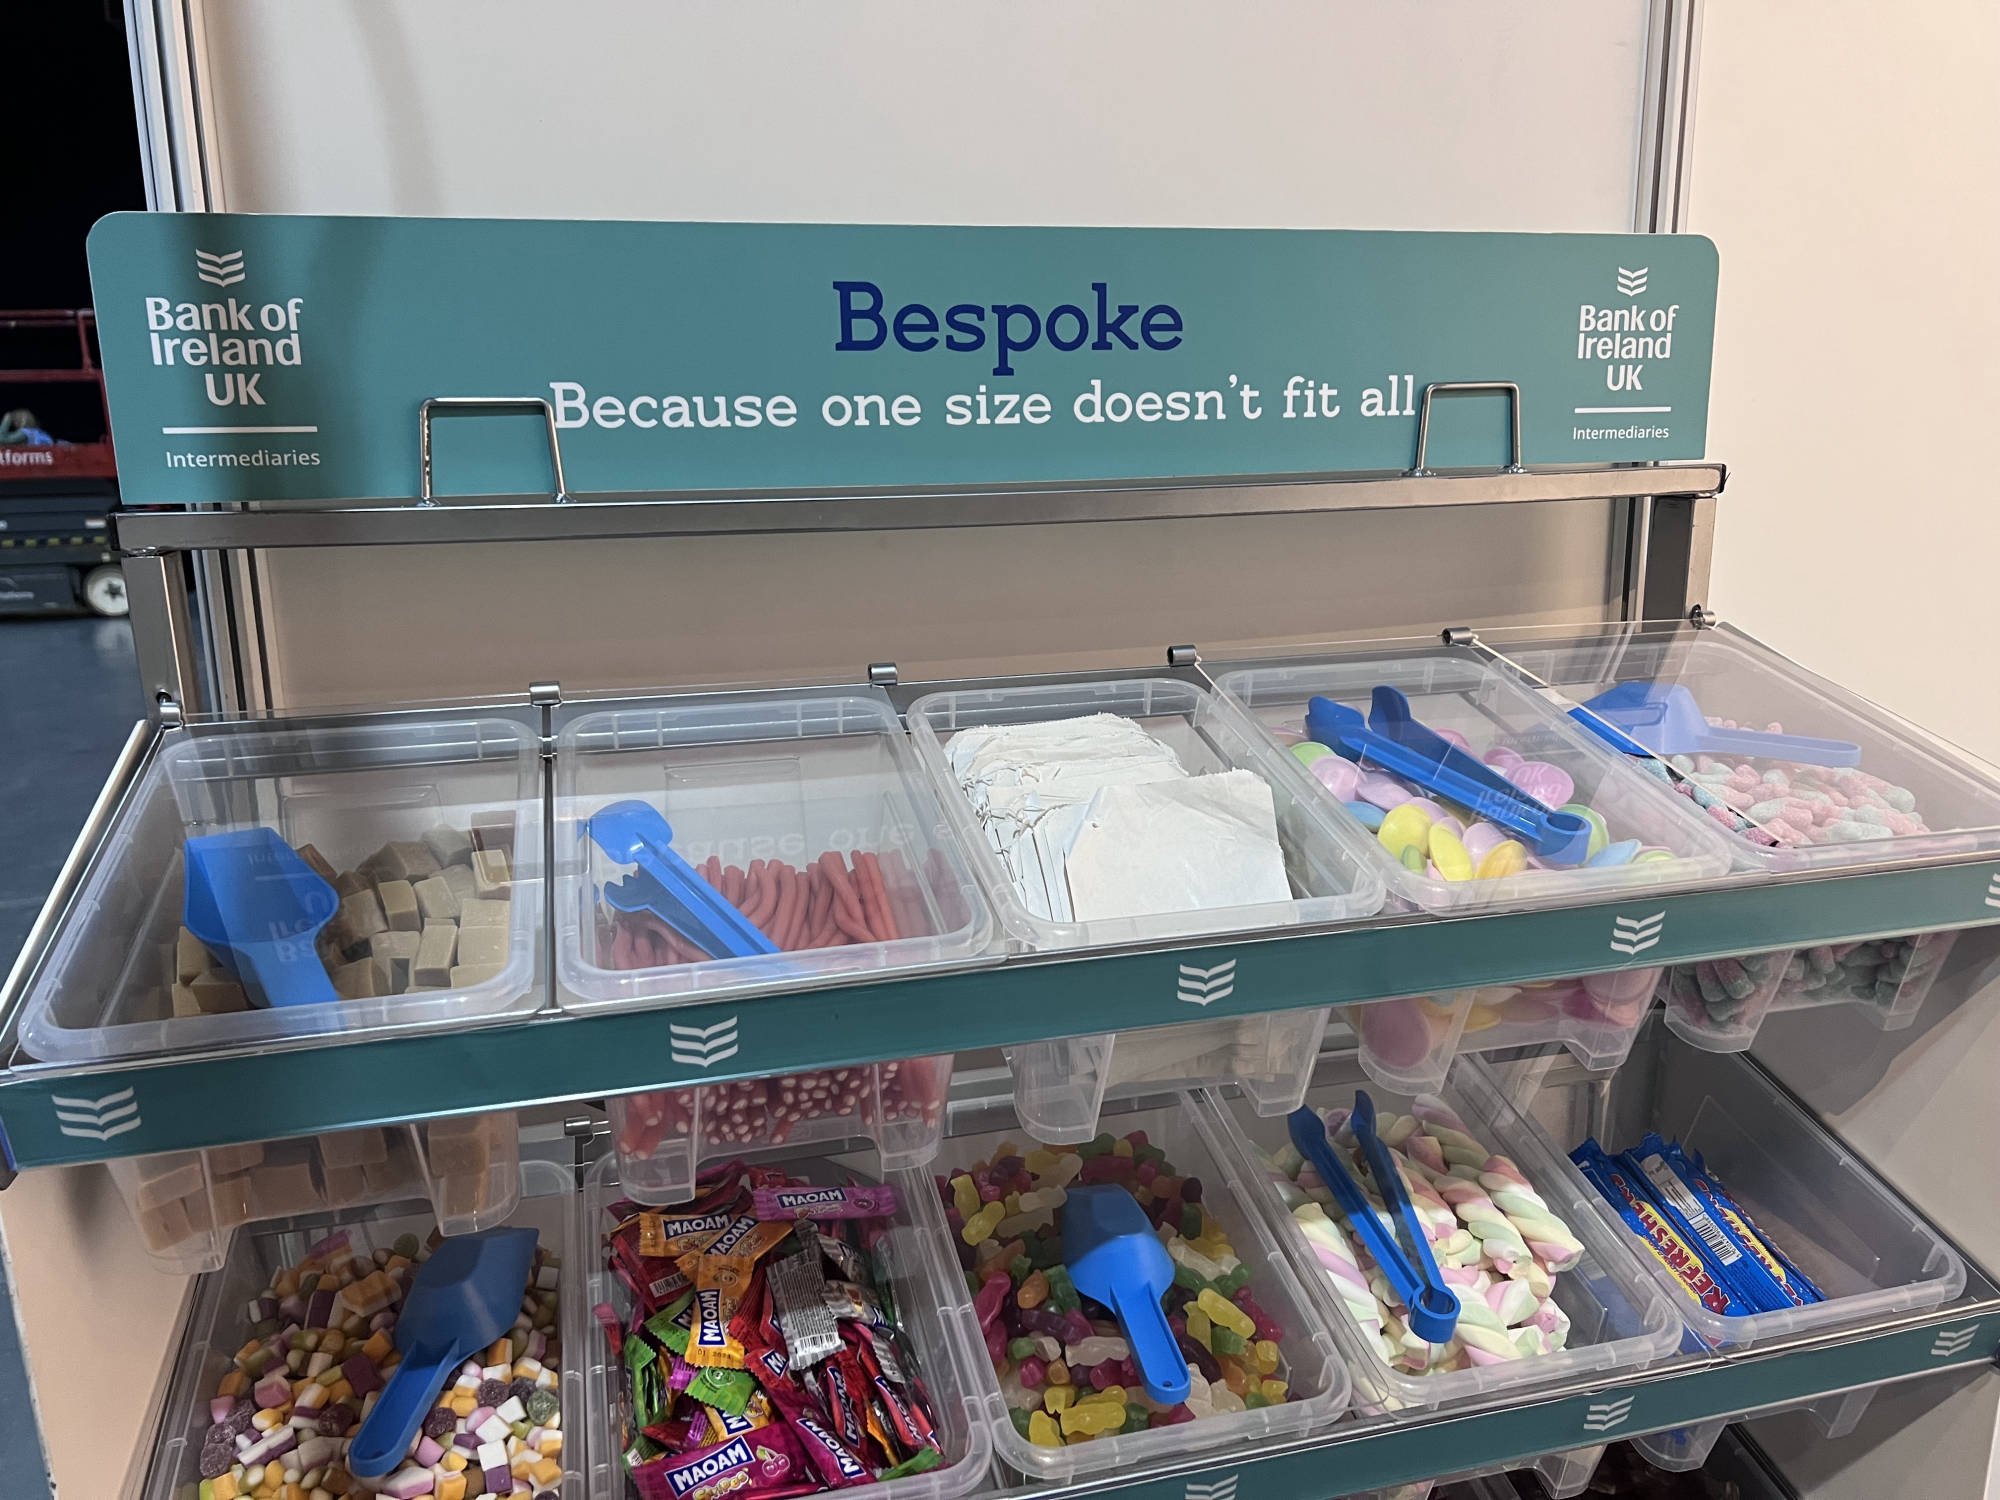 Bank of
Ireland
UK
Intermediaries
Bespoke
Because one size doesn't fit all
Bank of
Ireland
UK
Intermediaries
MAOAM
MAOAM
MAOAM
MAOAM
MAOAM
MAOAM
REFRESHERS